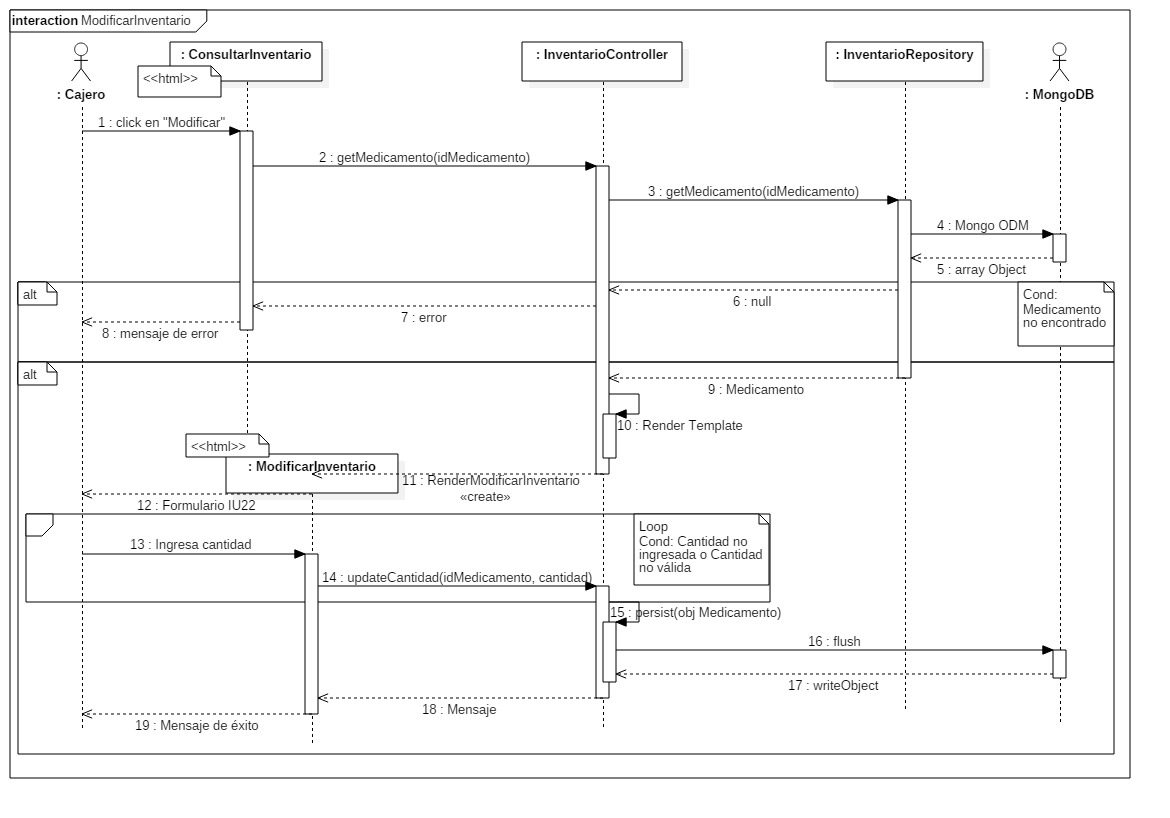 interaction ModificarInventario
: Cajero
: ConsultarInventario
<<html>>
: InventarioController
: InventarioRepository
: MongoDB
1 : click en "Modificar"
2 : getMedicamento(idMedicamento)
3 : getMedicamento(idMedicamento)
4 : Mongo ODM
5 : array Object
alt
Cond:
Medicamento
no encontrado
6 : null
7 : error
8 : mensaje de error
alt
9 : Medicamento
10 : Render Template
<<html>>
: ModificarInventario
11 : RenderModificarInventario
«create»
12 : Formulario IU22
Loop
Cond: Cantidad no
ingresada o Cantidad
no válida
13 : Ingresa cantidad
14 : updateCantidad(idMedicamento, cantidad)
15 : persist(obj Medicamento)
16 : flush
17 : writeObject
18 : Mensaje
19 : Mensaje de éxito